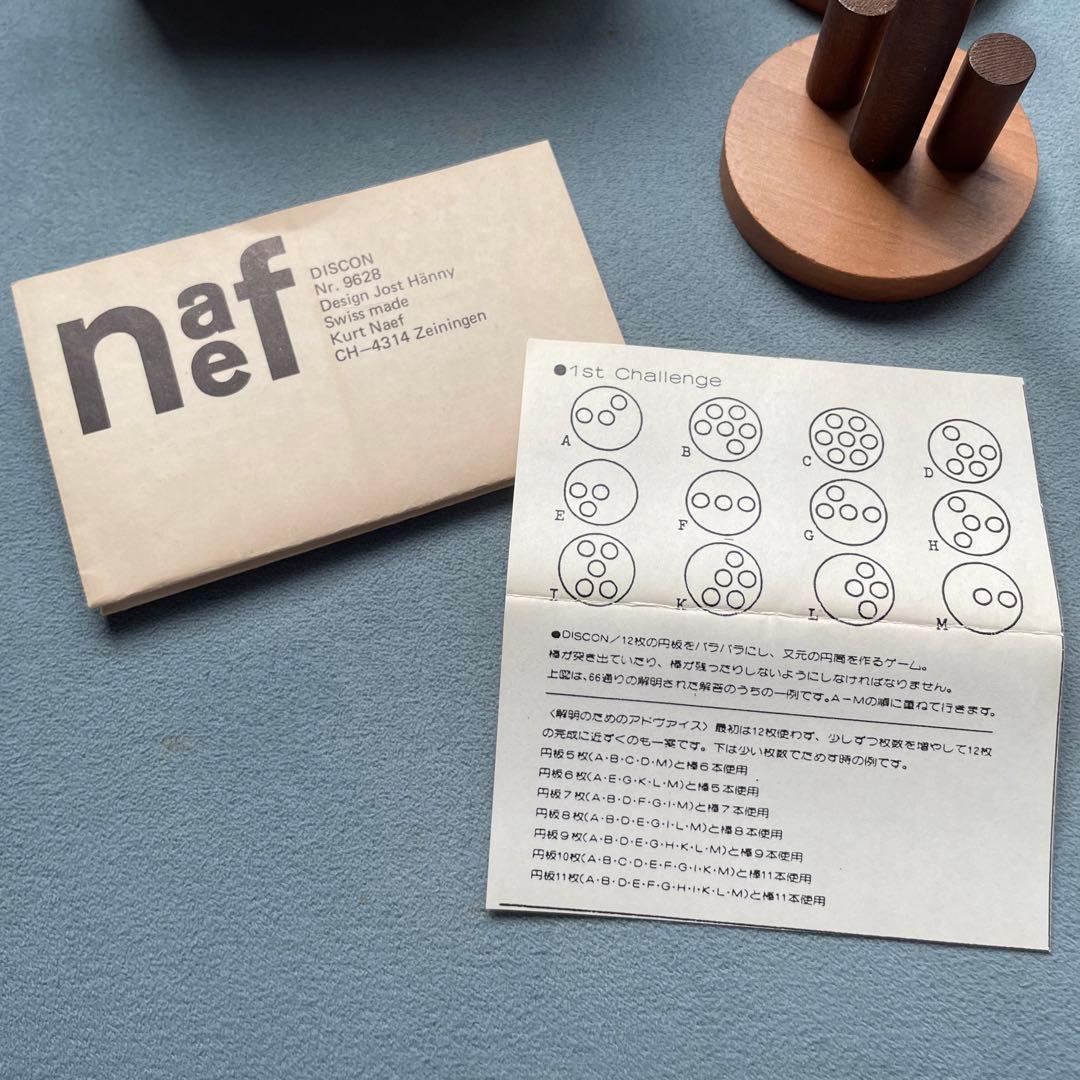 naef
DISCON
Nr. 9628
Design Jost Hänny
Swiss made
Kurt Naef
CH—4314 Zeiningen
●1st Challenge
A B C D
E F G H
I K L M
●DISCON/12枚の円板をバラバラにし、又元の円筒を作るゲーム。
棒が突き出ていたり、棒が残ったりしないようにしなければなりません。
上図は、66通りの解明された解答のうちの一例です。A−Mの順に重ねて行きます。
〈解明のためのアドヴァイス〉最初は12枚使わず、少しずつ枚数を増やして12枚
の完成に近ずくのも一案です。下は少い枚数でためす時の例です。
円板5枚(A·B·C·D·M)と棒6本使用
円板6枚(A·E·G·K·L·M)と棒5本使用
円板7枚(A·B·D·F·G·I·M)と棒7本使用
円板8枚(A·B·D·E·G·I·L·M)と棒8本使用
円板9枚(A·B·D·E·G·H·K·L·M)と棒9本使用
円板10枚(A·B·C·D·E·F·G·I·K·M)と棒11本使用
円板11枚(A·B·D·E·F·G·H·I·K·L·M)と棒11本使用